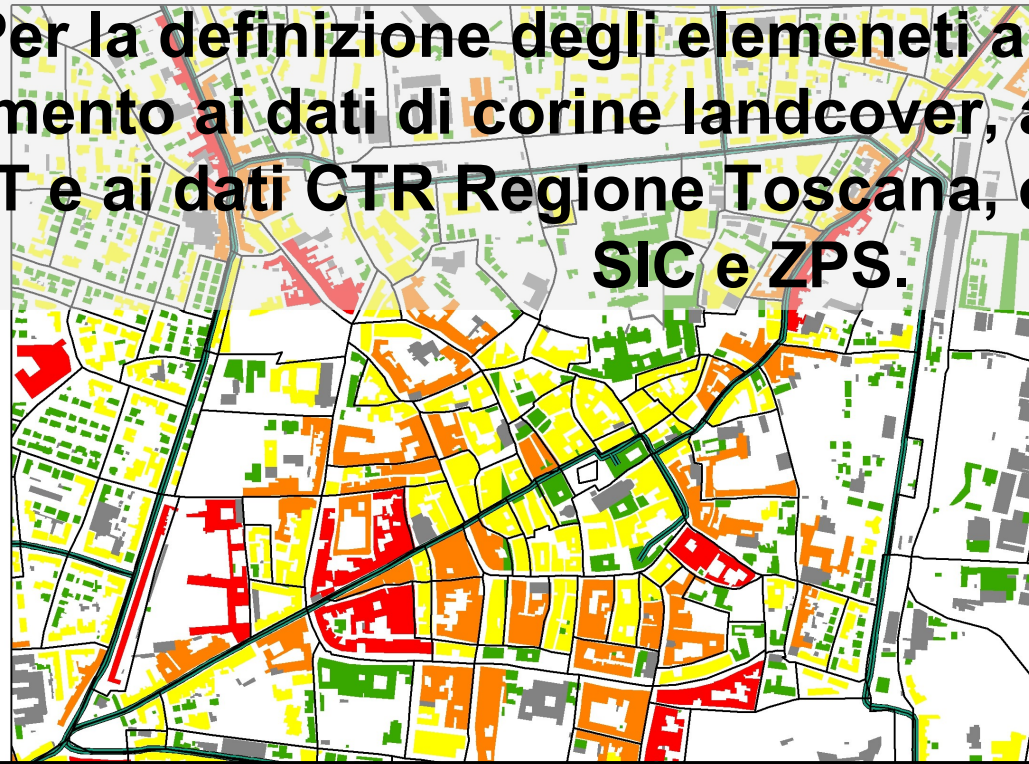 Per la definizione degli elemeneti a
mento ai dati di corine landcover, a
T e ai dati CTR Regione Toscana, e
SIC e ZPS.